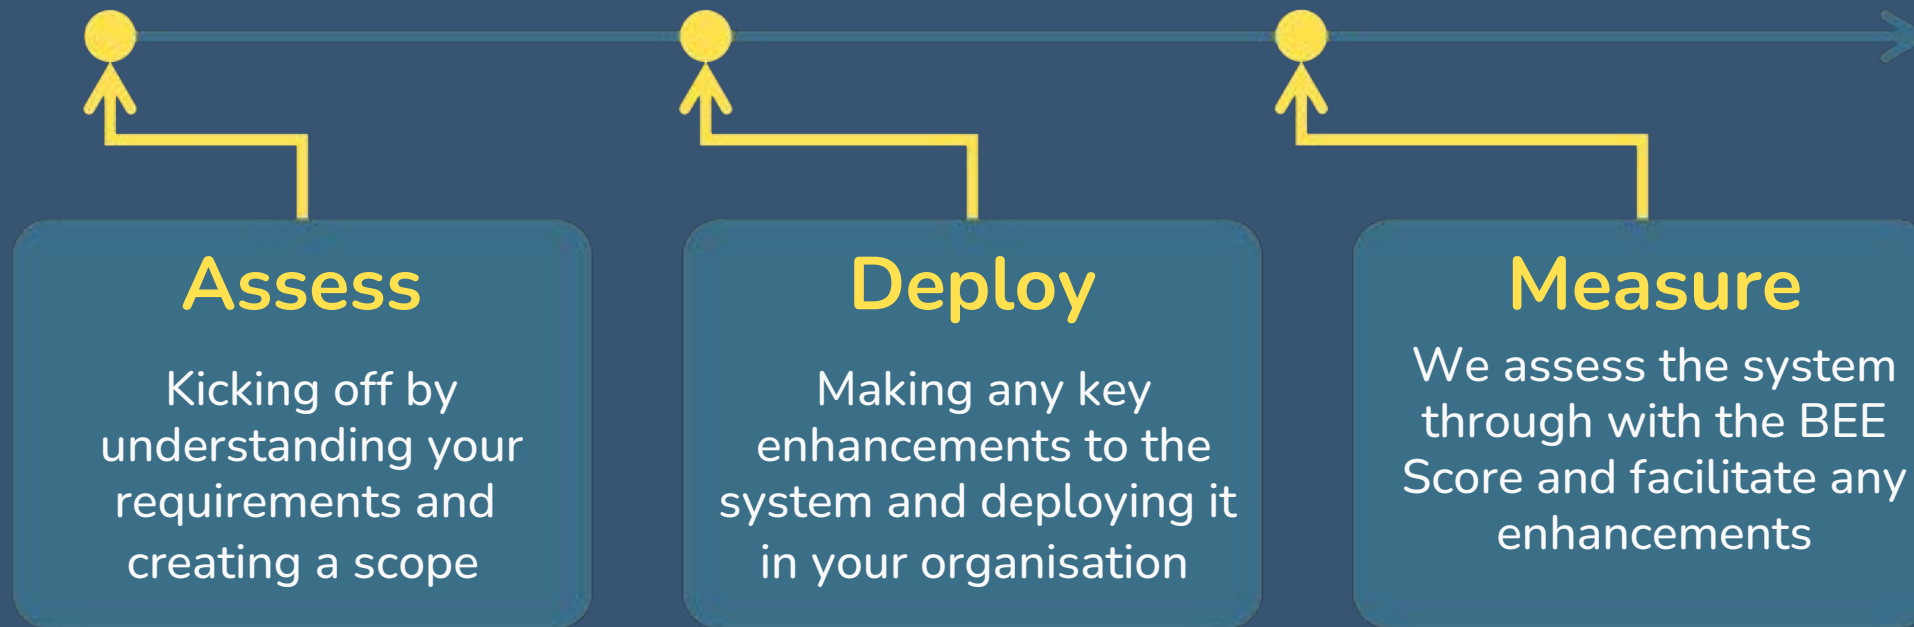 Assess
Kicking off by
understanding your
requirements and
creating a scope
Deploy
Making any key
enhancements to the
system and deploying it
in your organisation
Measure
We assess the system
through with the BEE
Score and facilitate any
enhancements